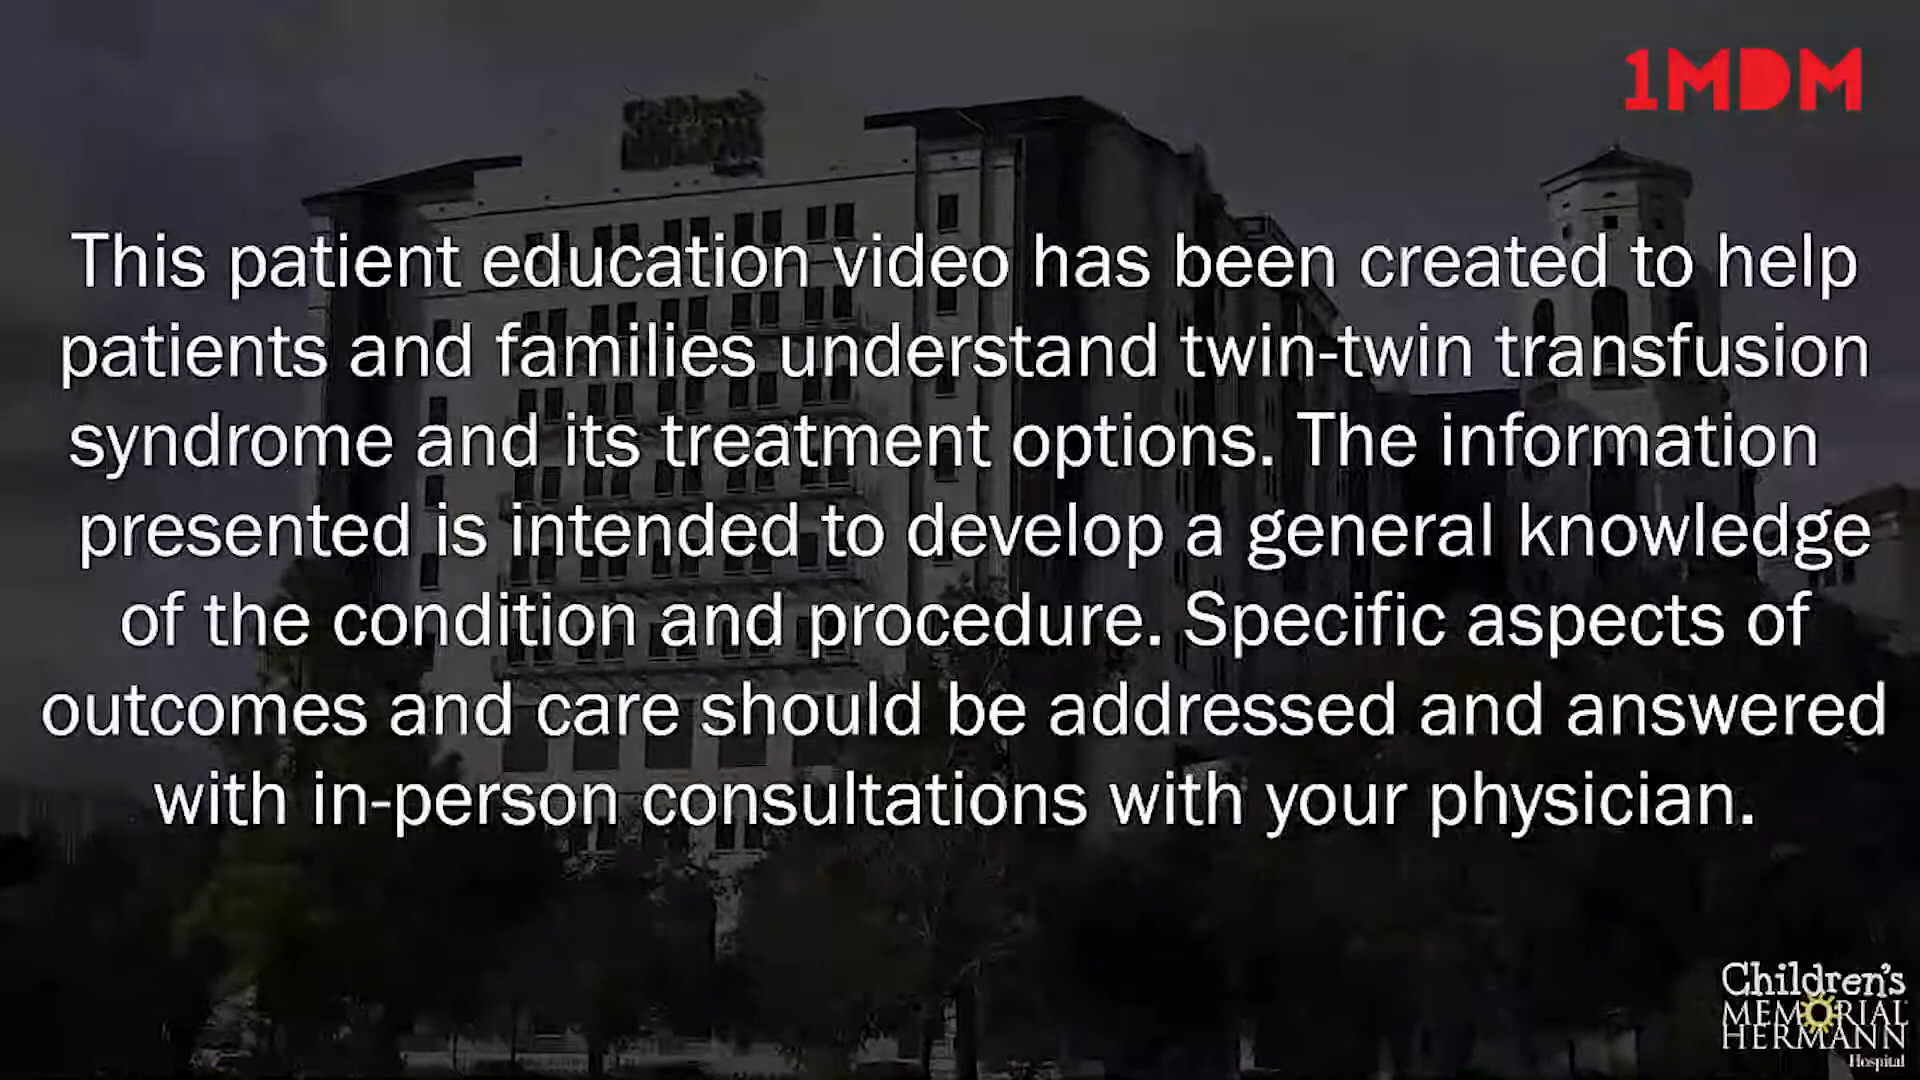 1MDM
This patient education video has been created to help
patients and families understand twin-twin transfusion
syndrome and its treatment options. The information
presented is intended to develop a general knowledge
of the condition and procedure. Specific aspects of
outcomes and care should be addressed and answered
with in-person consultations with your physician.
Children's
MEMORIAL
HERMANN
Hospital